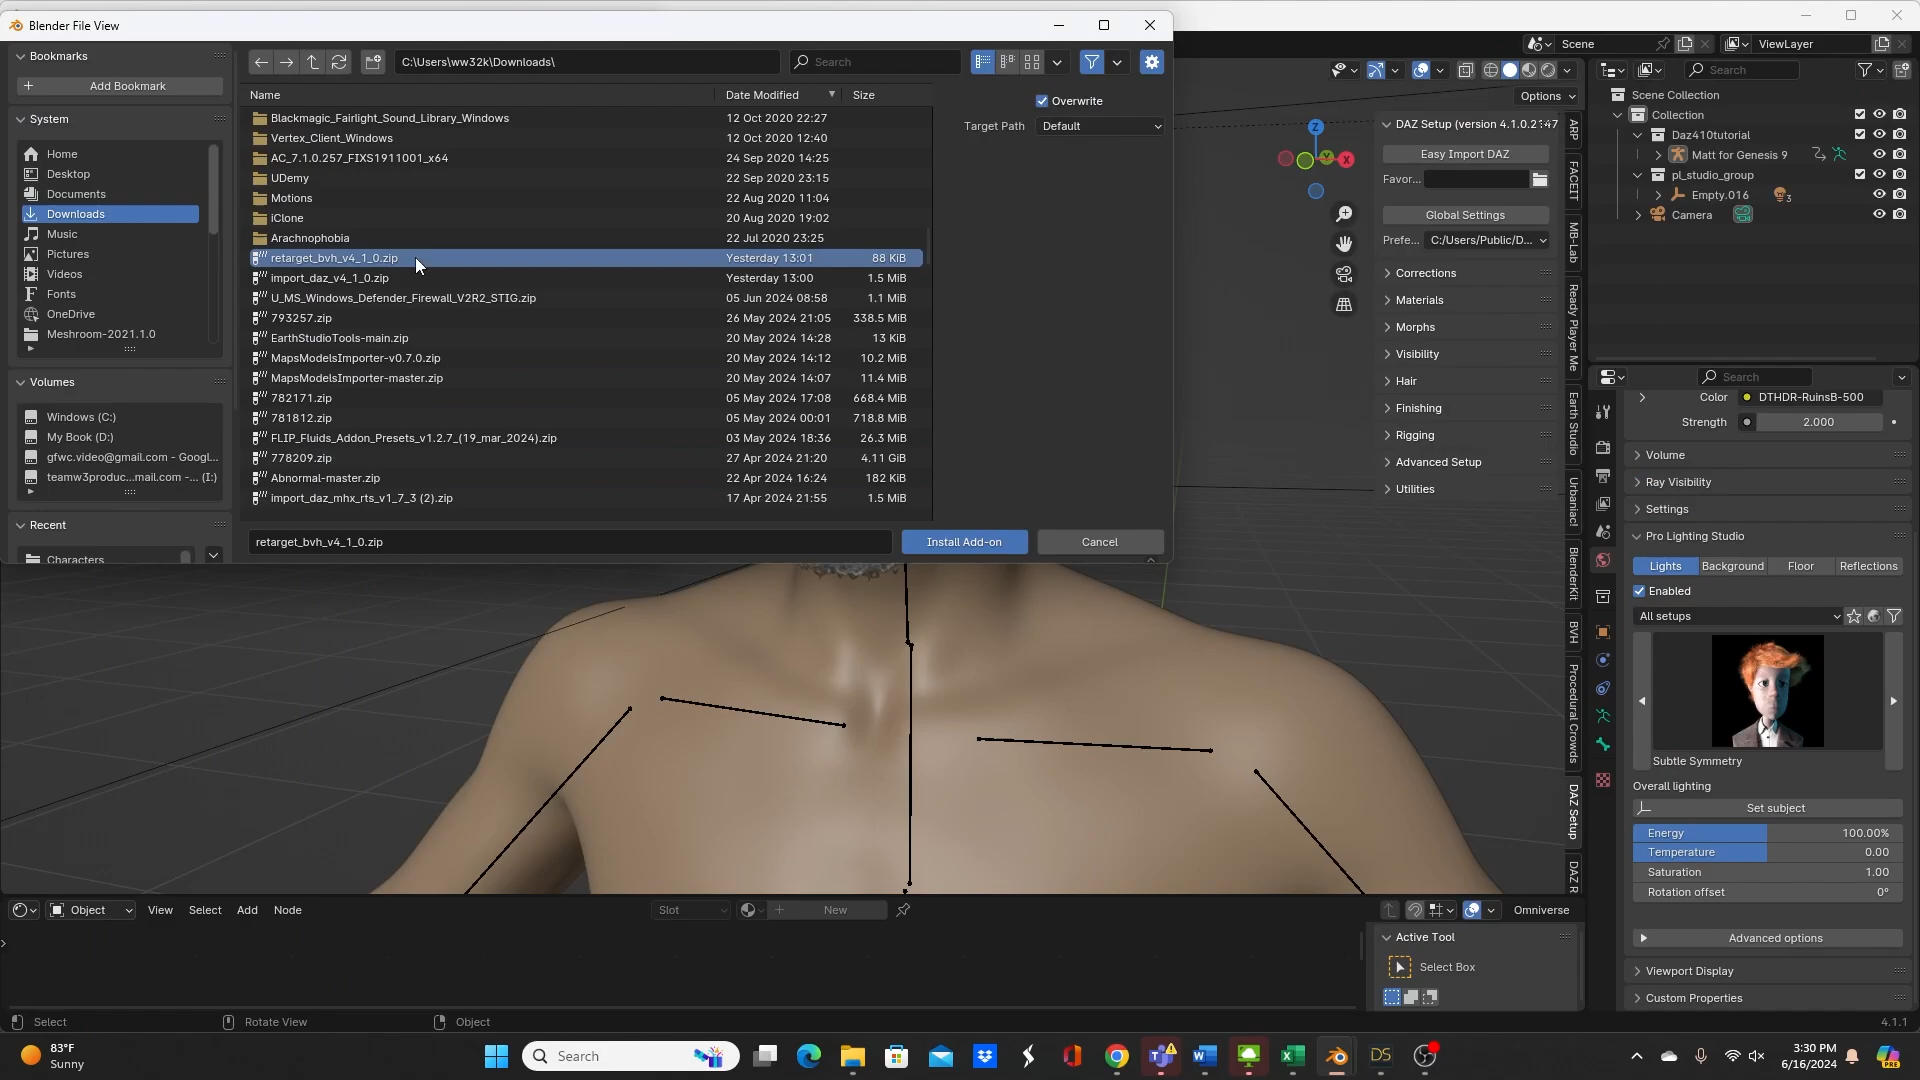 Blender File View
Bookmarks
Add Bookmark
System
Home
Desktop
Documents
Downloads
Music
Pictures
Videos
Fonts
OneDrive
Meshroom-2021.1.0
Volumes
Windows (C:)
My Book (D:)
gfwc.video@gmail.com - Googl...
teamw3produc...mail.com -... (I:)
Recent
Characters
C:\Users\ww32k\Downloads\
Search
Name Date Modified Size
Blackmagic_Fairlight_Sound_Library_Windows 12 Oct 2020 22:27
Vertex_Client_Windows 12 Oct 2020 12:40
AC_7.1.0.257_FIXS1911001_x64 24 Sep 2020 14:25
UDemy 22 Sep 2020 23:15
Motions 22 Aug 2020 11:04
iClone 20 Aug 2020 19:02
Arachnophobia 22 Jul 2020 23:25
retarget_bvh_v4_1_0.zip Yesterday 13:01 88 KiB
import_daz_v4_1_0.zip Yesterday 13:00 1.5 MiB
U_MS_Windows_Defender_Firewall_V2R2_STIG.zip 05 Jun 2024 08:58 1.1 MiB
793257.zip 26 May 2024 21:05 338.5 MiB
EarthStudioTools-main.zip 20 May 2024 14:28 13 KiB
MapsModelsImporter-v0.7.0.zip 20 May 2024 14:12 10.2 MiB
MapsModelsImporter-master.zip 20 May 2024 14:07 11.4 MiB
782171.zip 05 May 2024 17:08 668.4 MiB
781812.zip 05 May 2024 00:01 718.8 MiB
FLIP_Fluids_Addon_Presets_v1.2.7_(19_mar_2024).zip 03 May 2024 18:36 26.3 MiB
778209.zip 27 Apr 2024 21:20 4.11 GiB
Abnormal-master.zip 22 Apr 2024 16:24 182 KiB
import_daz_mhx_rts_v1_7_3 (2).zip 17 Apr 2024 21:55 1.5 MiB
Overwrite
Target Path Default
retarget_bvh_v4_1_0.zip
Install Add-on
Cancel
Z
X
Y
Options
DAZ Setup (version 4.1.0.2147
Easy Import DAZ
Favor...
Global Settings
Prefe... C:/Users/Public/D...
Corrections
Materials
Morphs
Visibility
Hair
Finishing
Rigging
Advanced Setup
Utilities
ARP
FACEIT
MB-Lab
Ready Player Me
Earth Studio
Urbaniac!
BlenderKit
BVH
Procedural Crowds
DAZ Setup
DAZ R
Scene
ViewLayer
Search
Scene Collection
Collection
Daz410tutorial
Matt for Genesis 9
pl_studio_group
Empty.016 3
Camera
Search
Color DTHDR-RuinsB-500
Strength 2.000
Volume
Ray Visibility
Settings
Pro Lighting Studio
Lights Background Floor Reflections
Enabled
All setups
Subtle Symmetry
Overall lighting
Set subject
Energy 100.00%
Temperature 0.00
Saturation 1.00
Rotation offset 0°
Advanced options
Viewport Display
Custom Properties
Object View Select Add Node
Slot
New
Omniverse
Active Tool
Select Box
Select
Rotate View
Object
4.1.1
83°F
Sunny
Search
DS
3:30 PM
6/16/2024
PRE